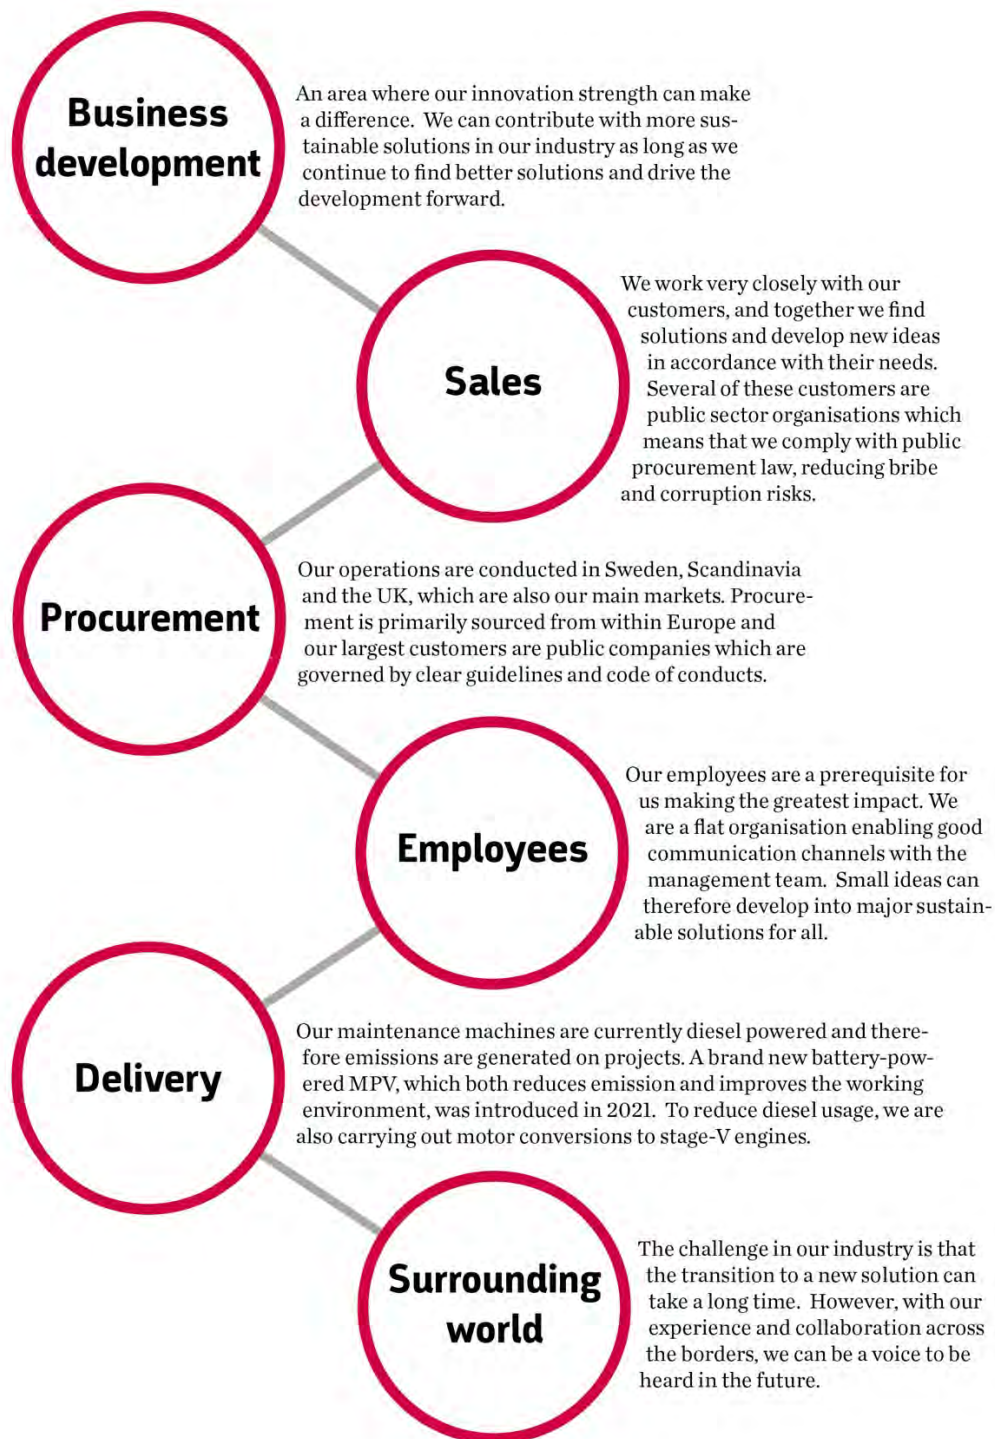 Business
development
An area where our innovation strength can make
a difference. We can contribute with more sus-
tainable solutions in our industry as long as we
continue to find better solutions and drive the
development forward.
Sales
We work very closely with our
customers, and together we find
solutions and develop new ideas
in accordance with their needs.
Several of these customers are
public sector organisations which
means that we comply with public
procurement law, reducing bribe
and corruption risks.
Procurement
Our operations are conducted in Sweden, Scandinavia
and the UK, which are also our main markets. Procure-
ment is primarily sourced from within Europe and
our largest customers are public companies which are
governed by clear guidelines and code of conducts.
Employees
Our employees are a prerequisite for
us making the greatest impact. We
are a flat organisation enabling good
communication channels with the
management team. Small ideas can
therefore develop into major sustain-
able solutions for all.
Delivery
Our maintenance machines are currently diesel powered and there-
fore emissions are generated on projects. A brand new battery-pow-
ered MPV, which both reduces emission and improves the working
environment, was introduced in 2021. To reduce diesel usage, we are
also carrying out motor conversions to stage-V engines.
Surrounding
world
The challenge in our industry is that
the transition to a new solution can
take a long time. However, with our
experience and collaboration across
the borders, we can be a voice to be
heard in the future.